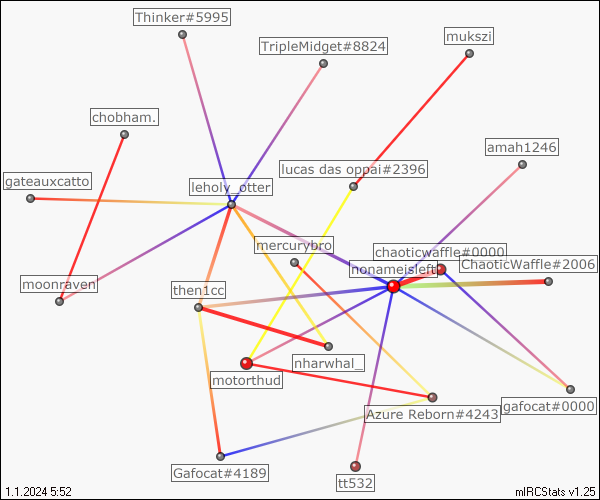 Thinker#5995
TripleMidget#8824
mukszi
chobham.
amah1246
lucas das oppai#2396
gateauxcatto
leholy_otter
mercurybro
chaoticwaffle#0000
nonameisleft
ChaoticWaffle#2006
moonraven
then1cc
nharwhal_
motorthud
Azure Reborn#4243
gafocat#0000
Gafocat#4189
tt532
1.1.2024 5:52
mIRCStats v1.25